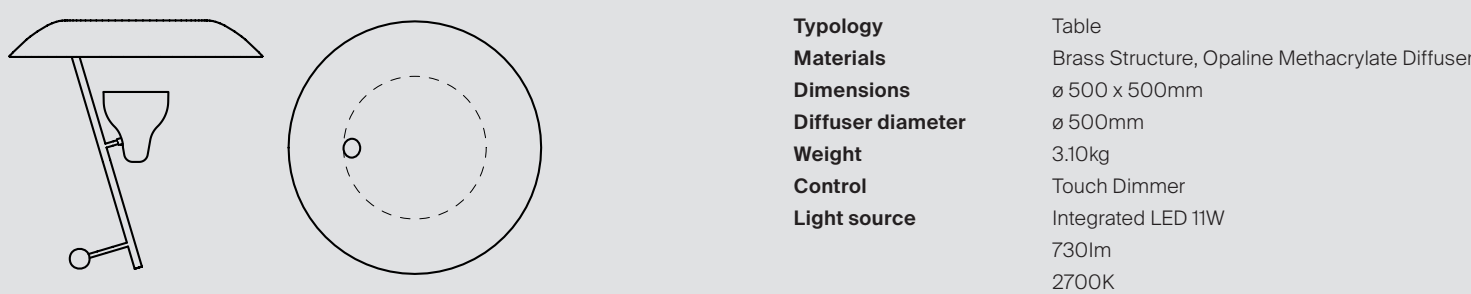 Typology Table
Materials Brass Structure, Opaline Methacrylate Diffuser
Dimensions ø 500 x 500mm
Diffuser diameter ø 500mm
Weight 3.10kg
Control Touch Dimmer
Light source Integrated LED 11W
730lm
2700K